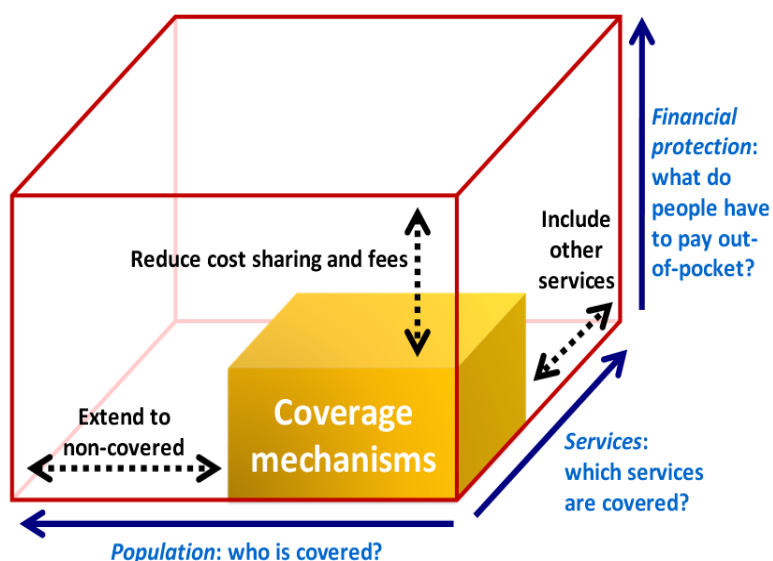 Financial
protection:
what do
people have
to pay out-
of-pocket?
Include
other
services
Reduce cost sharing and fees
Extend to
non-covered
Coverage
mechanisms
Services:
which services
are covered?
Population: who is covered?